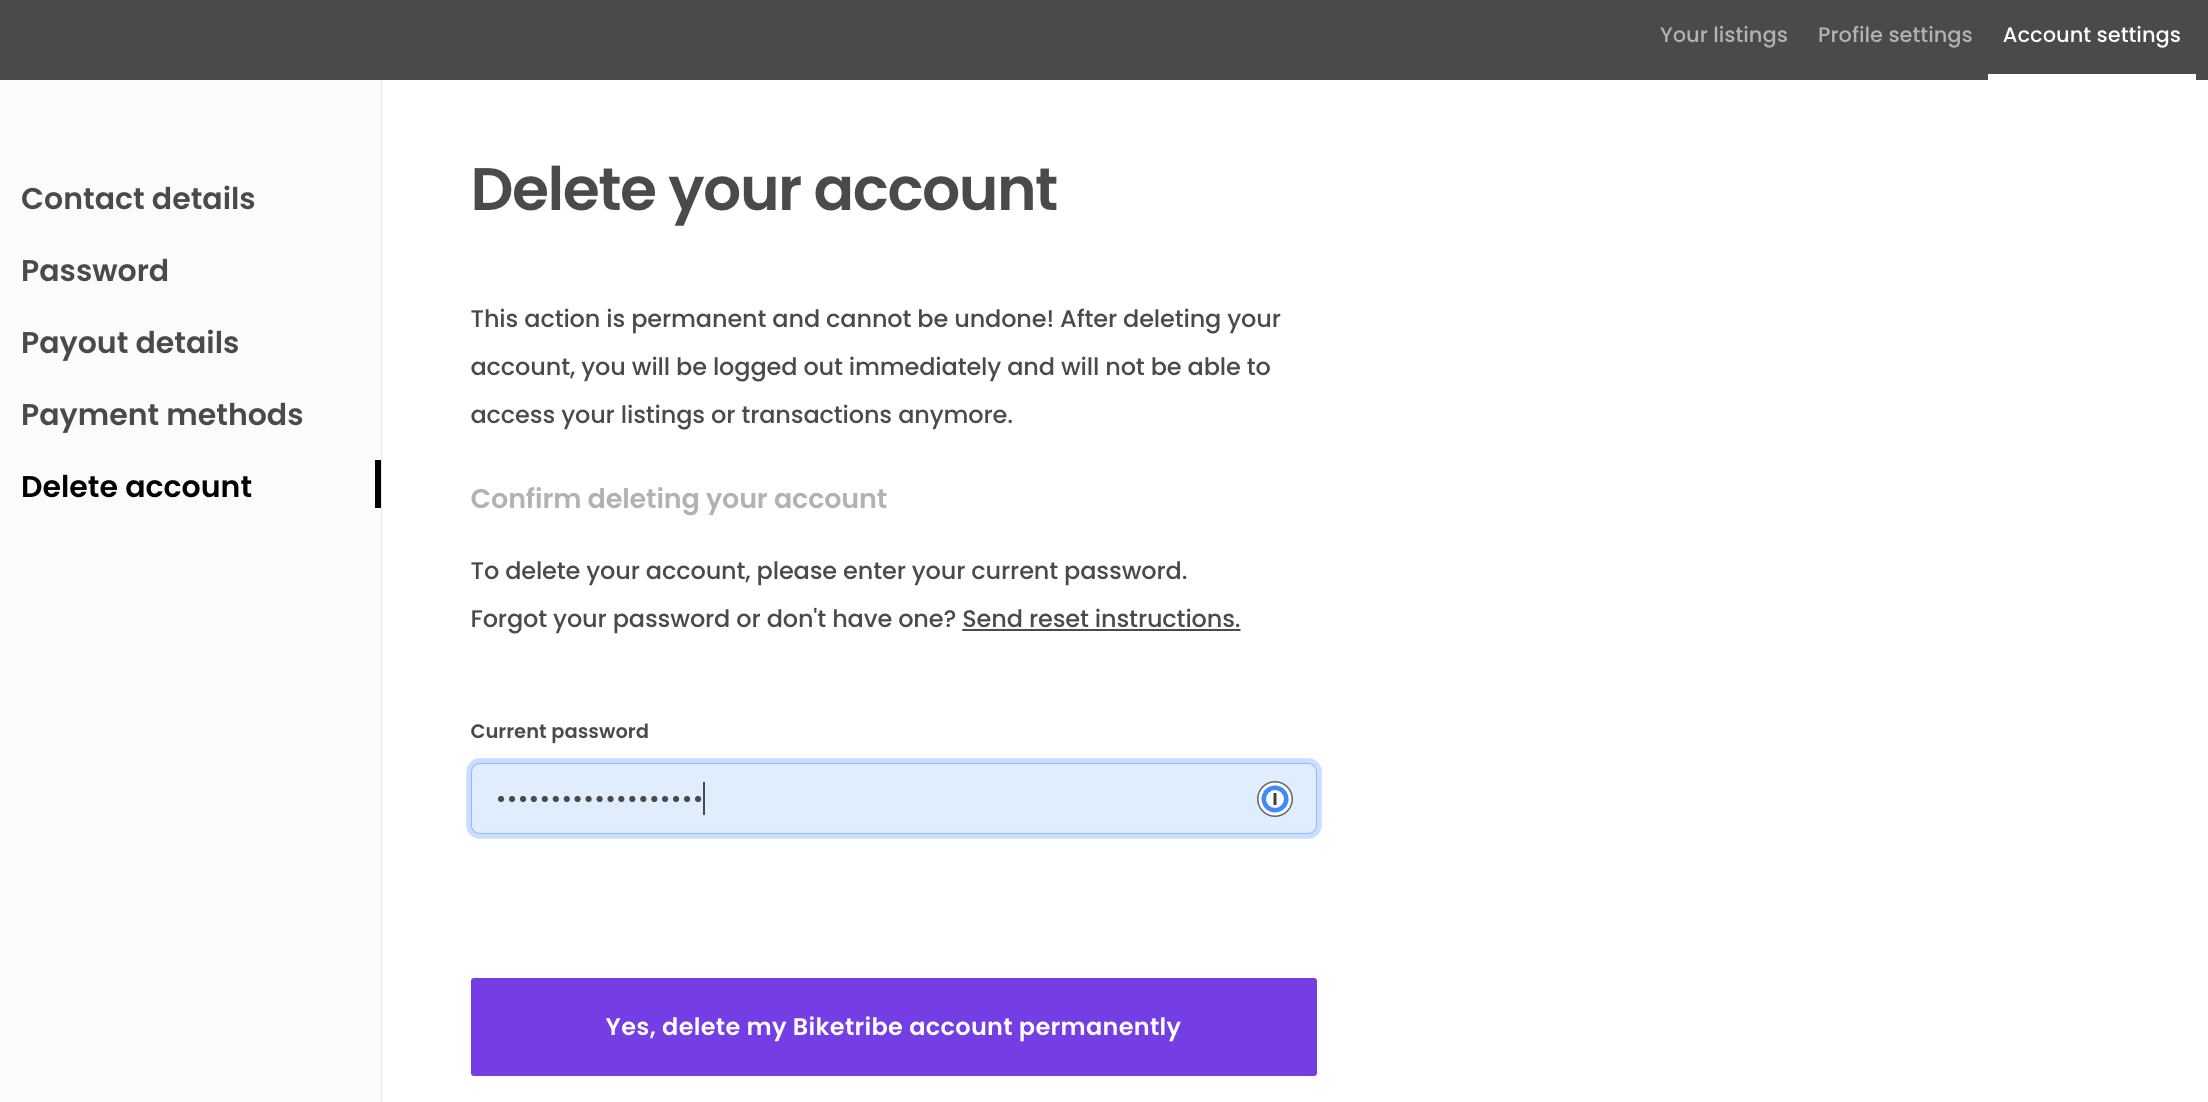 Your listings
Profile settings
Account settings
Contact details
Password
Payout details
Payment methods
Delete account
Delete your account
This action is permanent and cannot be undone! After deleting your
account, you will be logged out immediately and will not be able to
access your listings or transactions anymore.
Confirm deleting your account
To delete your account, please enter your current password.
Forgot your password or don't have one? Send reset instructions.
Current password
•••••••••••••••••••
Yes, delete my Biketribe account permanently